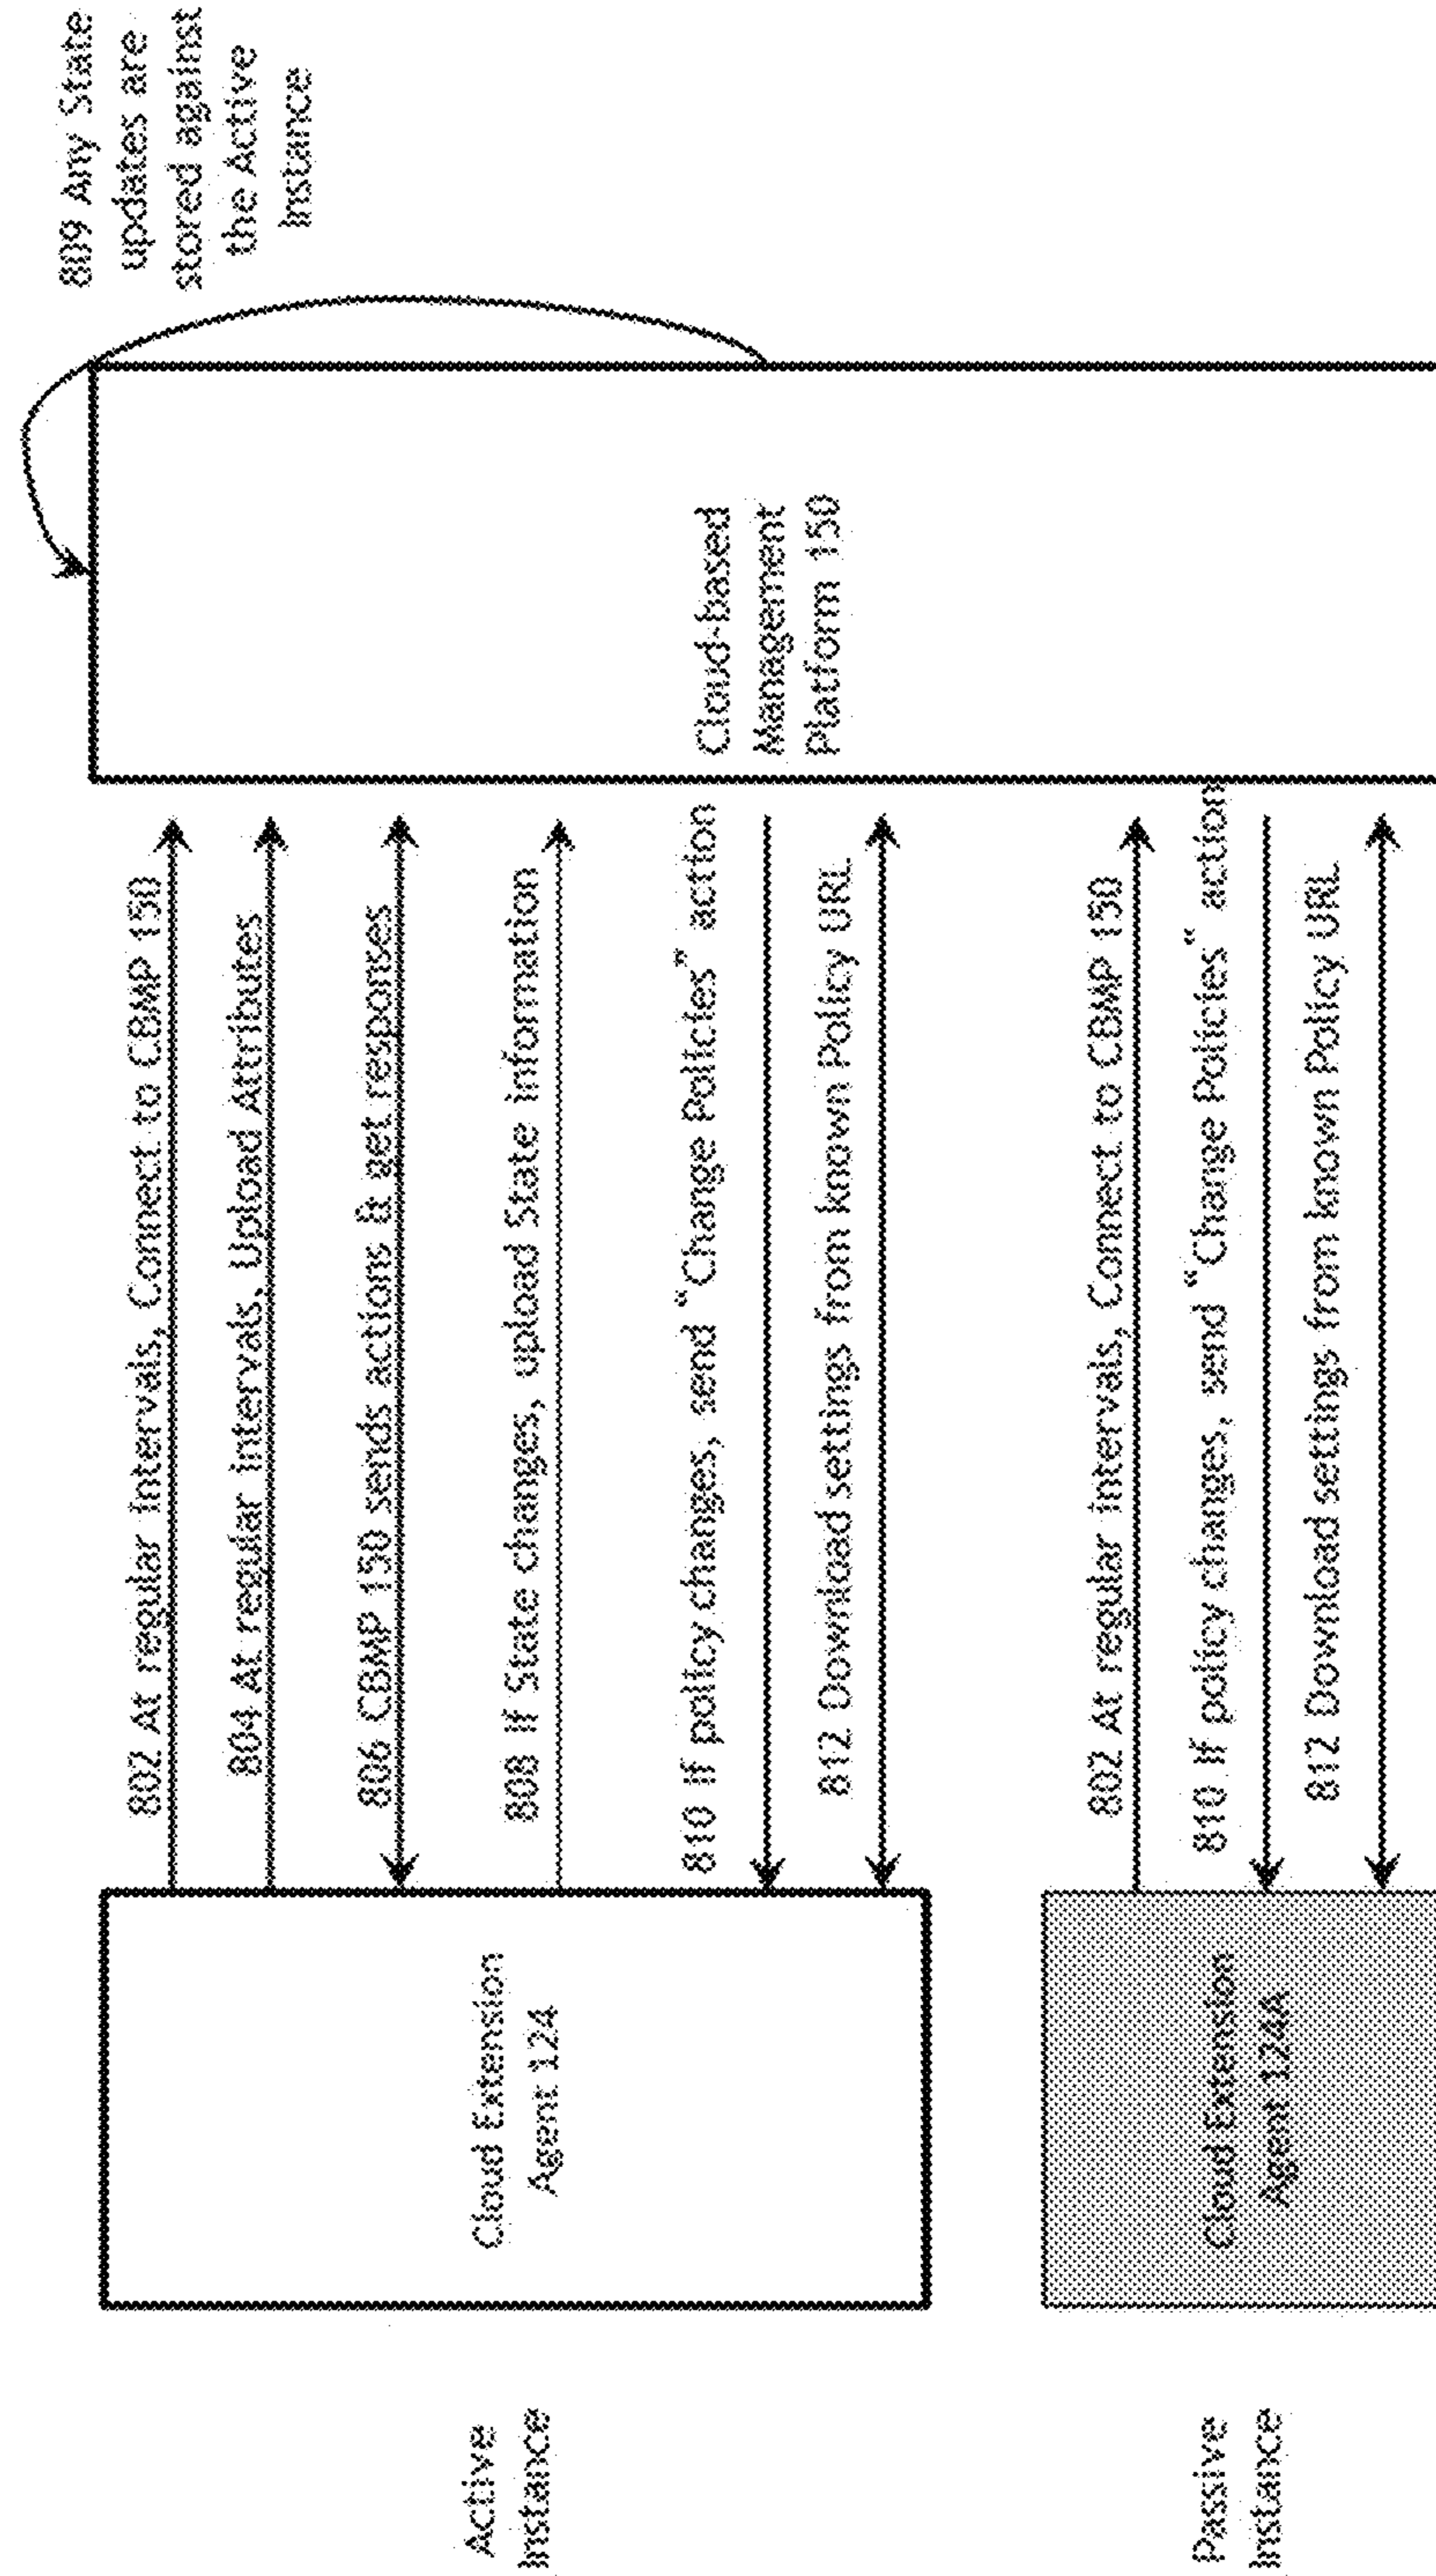 809 Any State
updates are
stored against
the Active
Instance
802 At regular intervals, Connect to CBMP 150
804 At regular intervals, Upload Attributes
806 CBMP 150 sends actions & get responses
808 If State changes, upload State information
810 If policy changes, send “Change Policies” action
812 Download settings from known Policy URL
Cloud-based
Management
Platform 150
Active
Instance
Cloud Extension
Agent 124
802 At regular intervals, Connect to CBMP 150
810 If policy changes, send “Change Policies“ action
812 Download settings from known Policy URL
Passive
Instance
Cloud Extension
Agent 124A